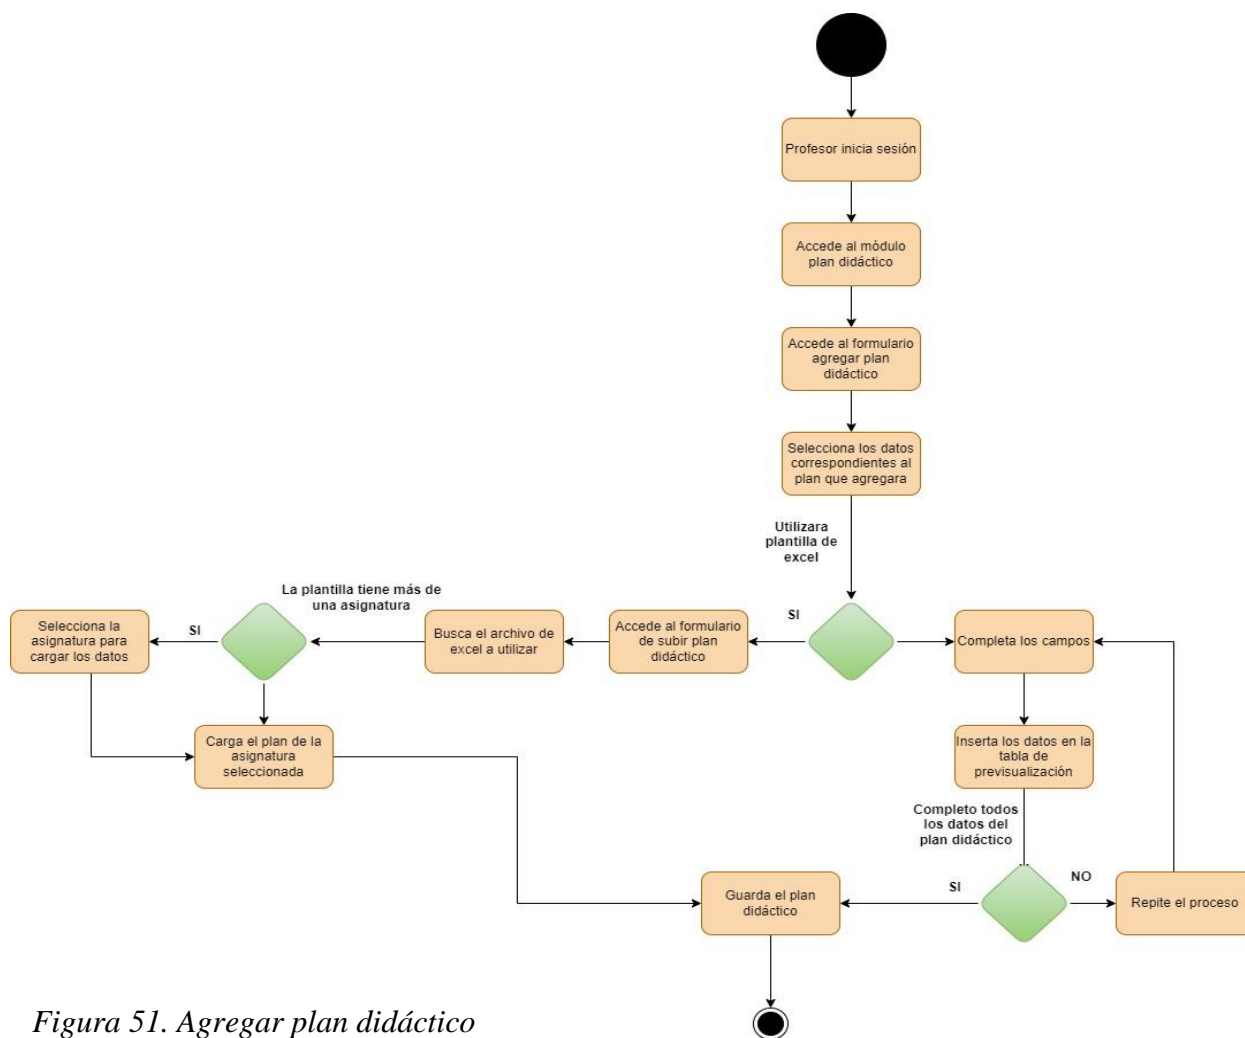 Profesor inicia sesión
Accede al módulo
plan didáctico
Accede al formulario
agregar plan
didáctico
Selecciona los datos
correspondientes al
plan que agregara
Utilizara
plantilla de
excel
La plantilla tiene más de
una asignatura
Selecciona la
asignatura para
cargar los datos
SI
Busca el archivo de
excel a utilizar
Accede al formulario
de subir plan
didáctico
SI
Completa los campos
Carga el plan de la
asignatura
seleccionada
Inserta los datos en la
tabla de
previsualización
Completo todos
los datos del
plan didáctico
Guarda el plan
didáctico
SI
NO
Repite el proceso
Figura 51. Agregar plan didáctico